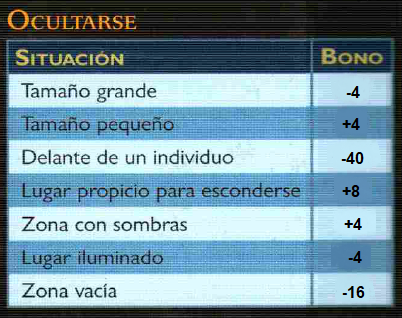 OCULTARSE
SITUACIÓN BONO
Tamaño grande -4
Tamaño pequeño +4
Delante de un individuo -40
Lugar propicio para esconderse +8
Zona con sombras +4
Lugar iluminado -4
Zona vacía -16